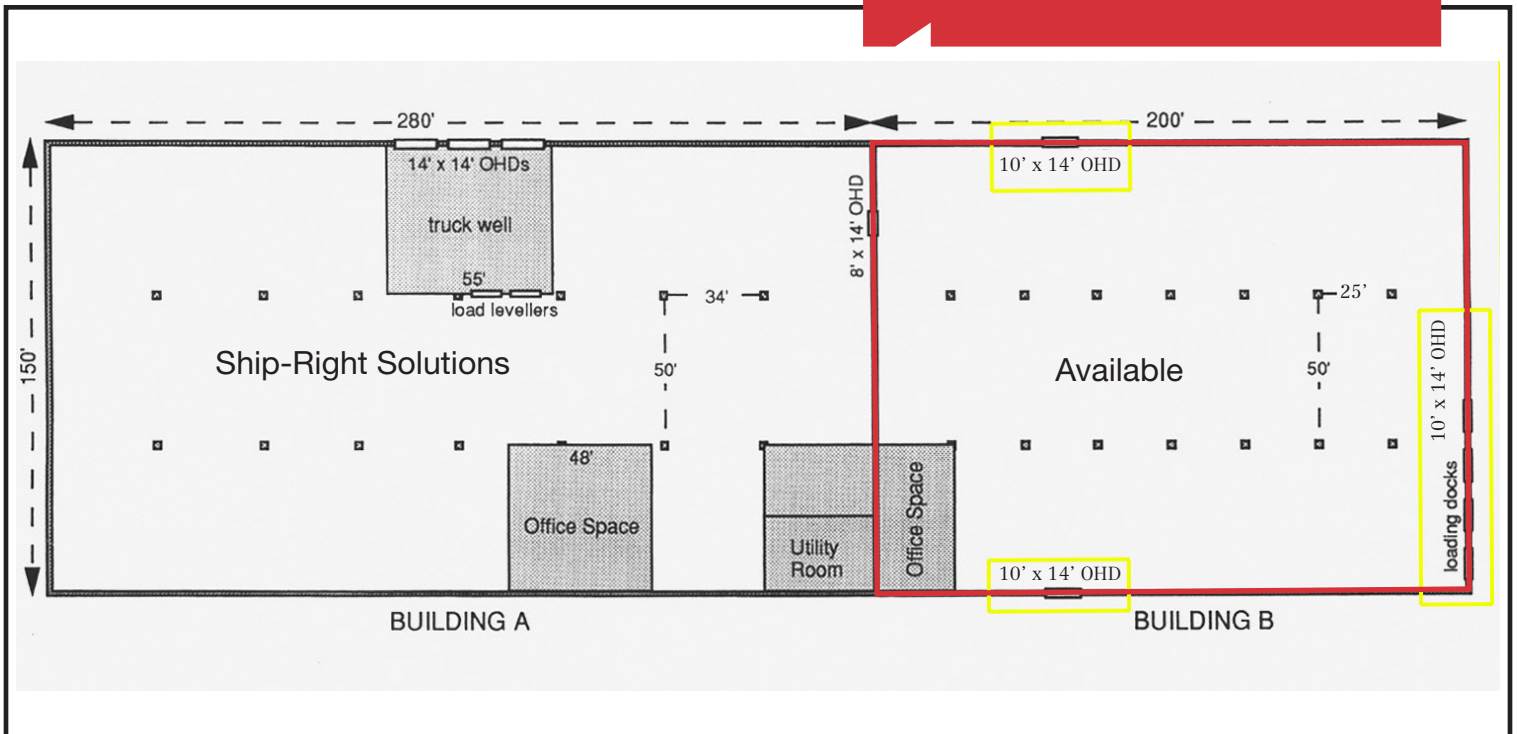 280'
200'
14' x 14' OHDs
10’ x 14’ OHD
truck well
8' x 14' OHD
55'
load levellers
34'
25’
150'
Ship-Right Solutions
50'
Available
50'
10’ x 14’ OHD
48'
Office Space
Utility
Room
Office Space
loading docks
10’ x 14’ OHD
BUILDING A
BUILDING B